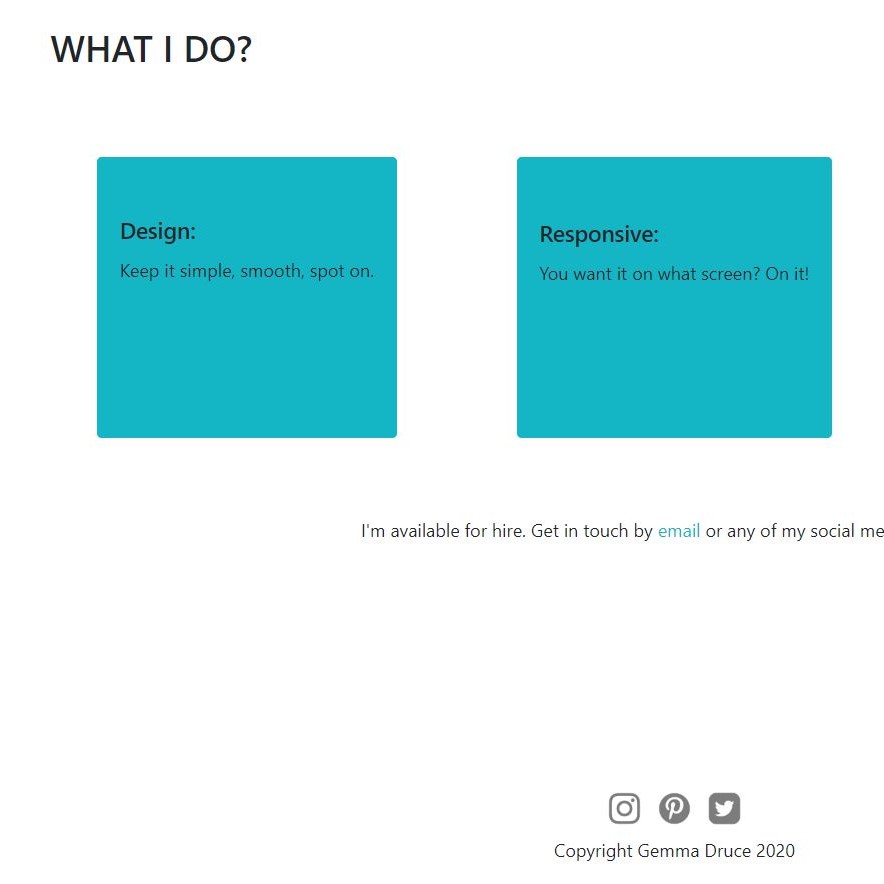 WHAT I DO?
Design:
Keep it simple, smooth, spot on.
Responsive:
You want it on what screen? On it!
I'm available for hire. Get in touch by email or any of my social me
Copyright Gemma Druce 2020